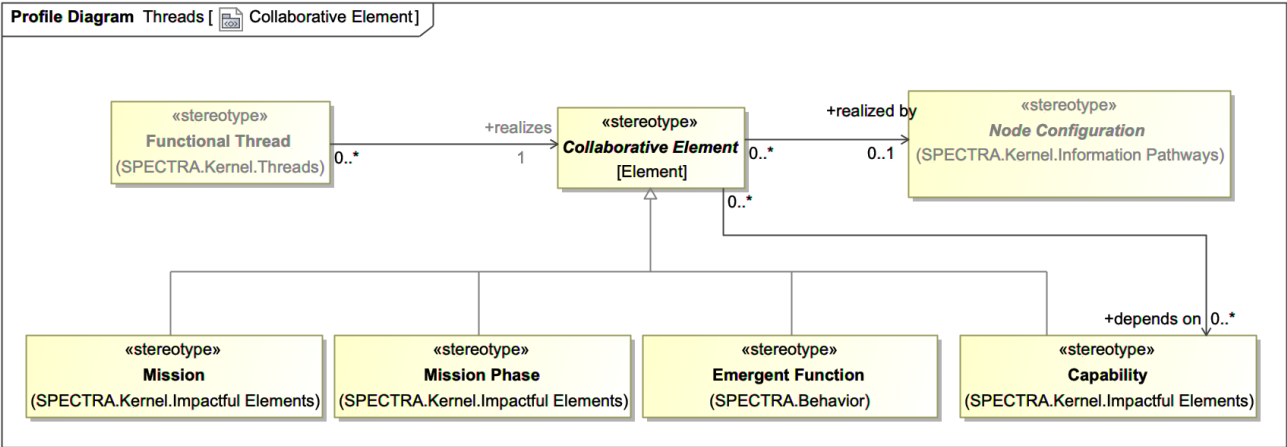 Profile Diagram Threads [ Collaborative Element ]
«stereotype»
Functional Thread
(SPECTRA.Kernel.Threads)
0..*
+realizes
1
«stereotype»
Collaborative Element
[Element]
0..*
0..*
+realized by
0..1
«stereotype»
Node Configuration
(SPECTRA.Kernel.Information Pathways)
+depends on
0..*
«stereotype»
Mission
(SPECTRA.Kernel.Impactful Elements)
«stereotype»
Mission Phase
(SPECTRA.Kernel.Impactful Elements)
«stereotype»
Emergent Function
(SPECTRA.Behavior)
«stereotype»
Capability
(SPECTRA.Kernel.Impactful Elements)